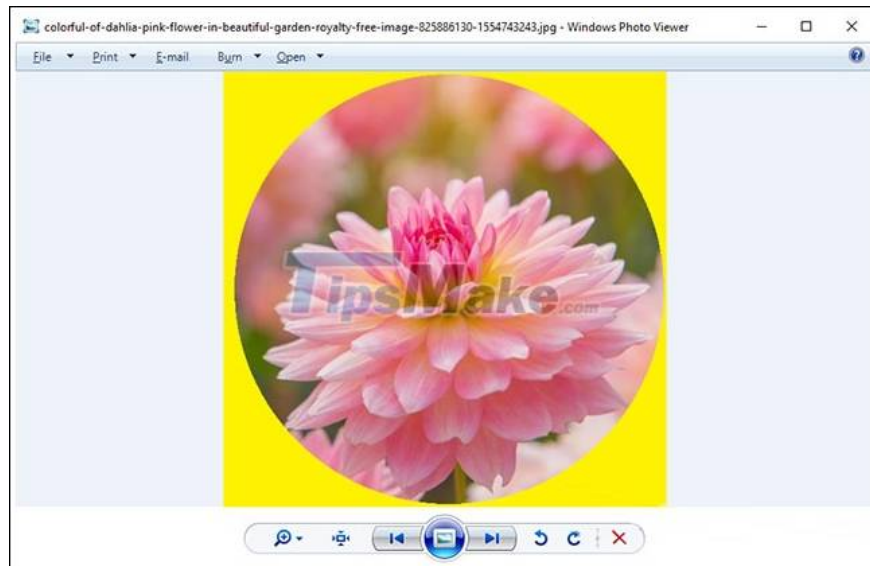 colorful-of-dahlia-pink-flower-in-beautiful-garden-royalty-free-image-825886130-1554743243.jpg - Windows Photo Viewer
File Print E-mail Burn Open
TipsMake.com